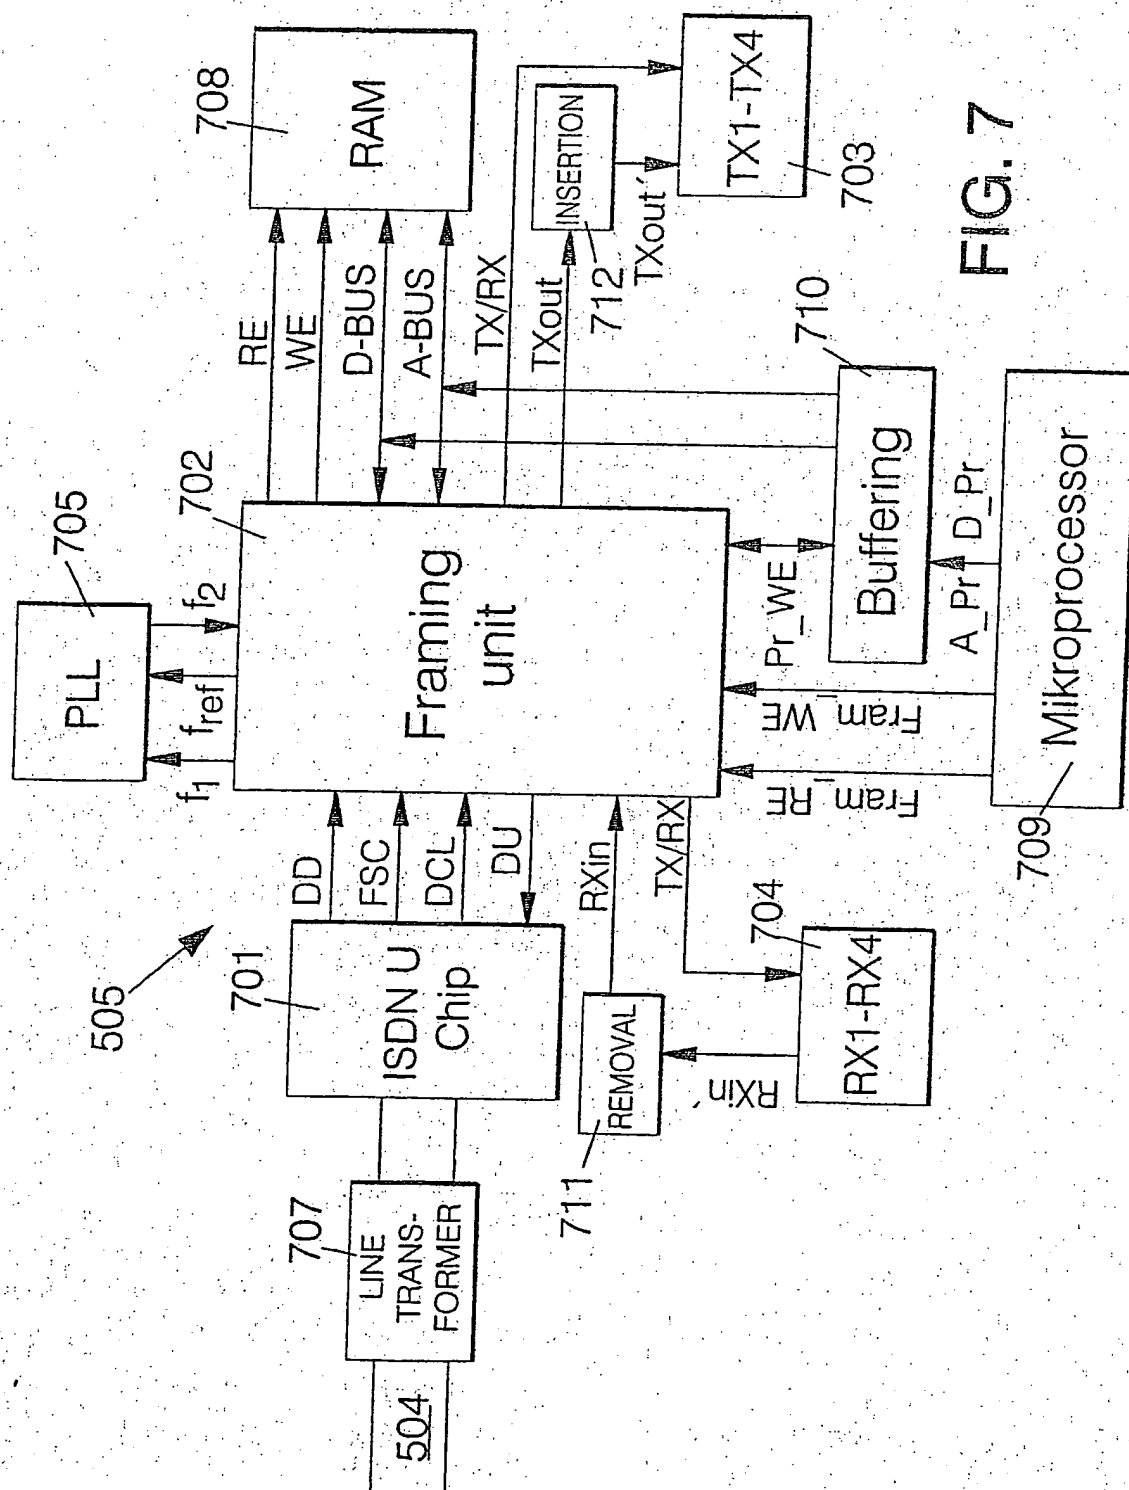 505
PLL
705
f1
fref
f2
504
LINE
TRANS-
FORMER
707
ISDN U
Chip
701
DD
FSC
DCL
DU
Framing
unit
702
RE
WE
D-BUS
A-BUS
TX/RX
TXout
RAM
708
INSERTION
712
TXout´
TX1-TX4
703
REMOVAL
711
RXin
TX/RX
RXin´
RX1-RX4
704
Fram_RE
Fram_WE
Pr_WE
Buffering
710
A_Pr
D_Pr
Mikroprocessor
709
FIG. 7